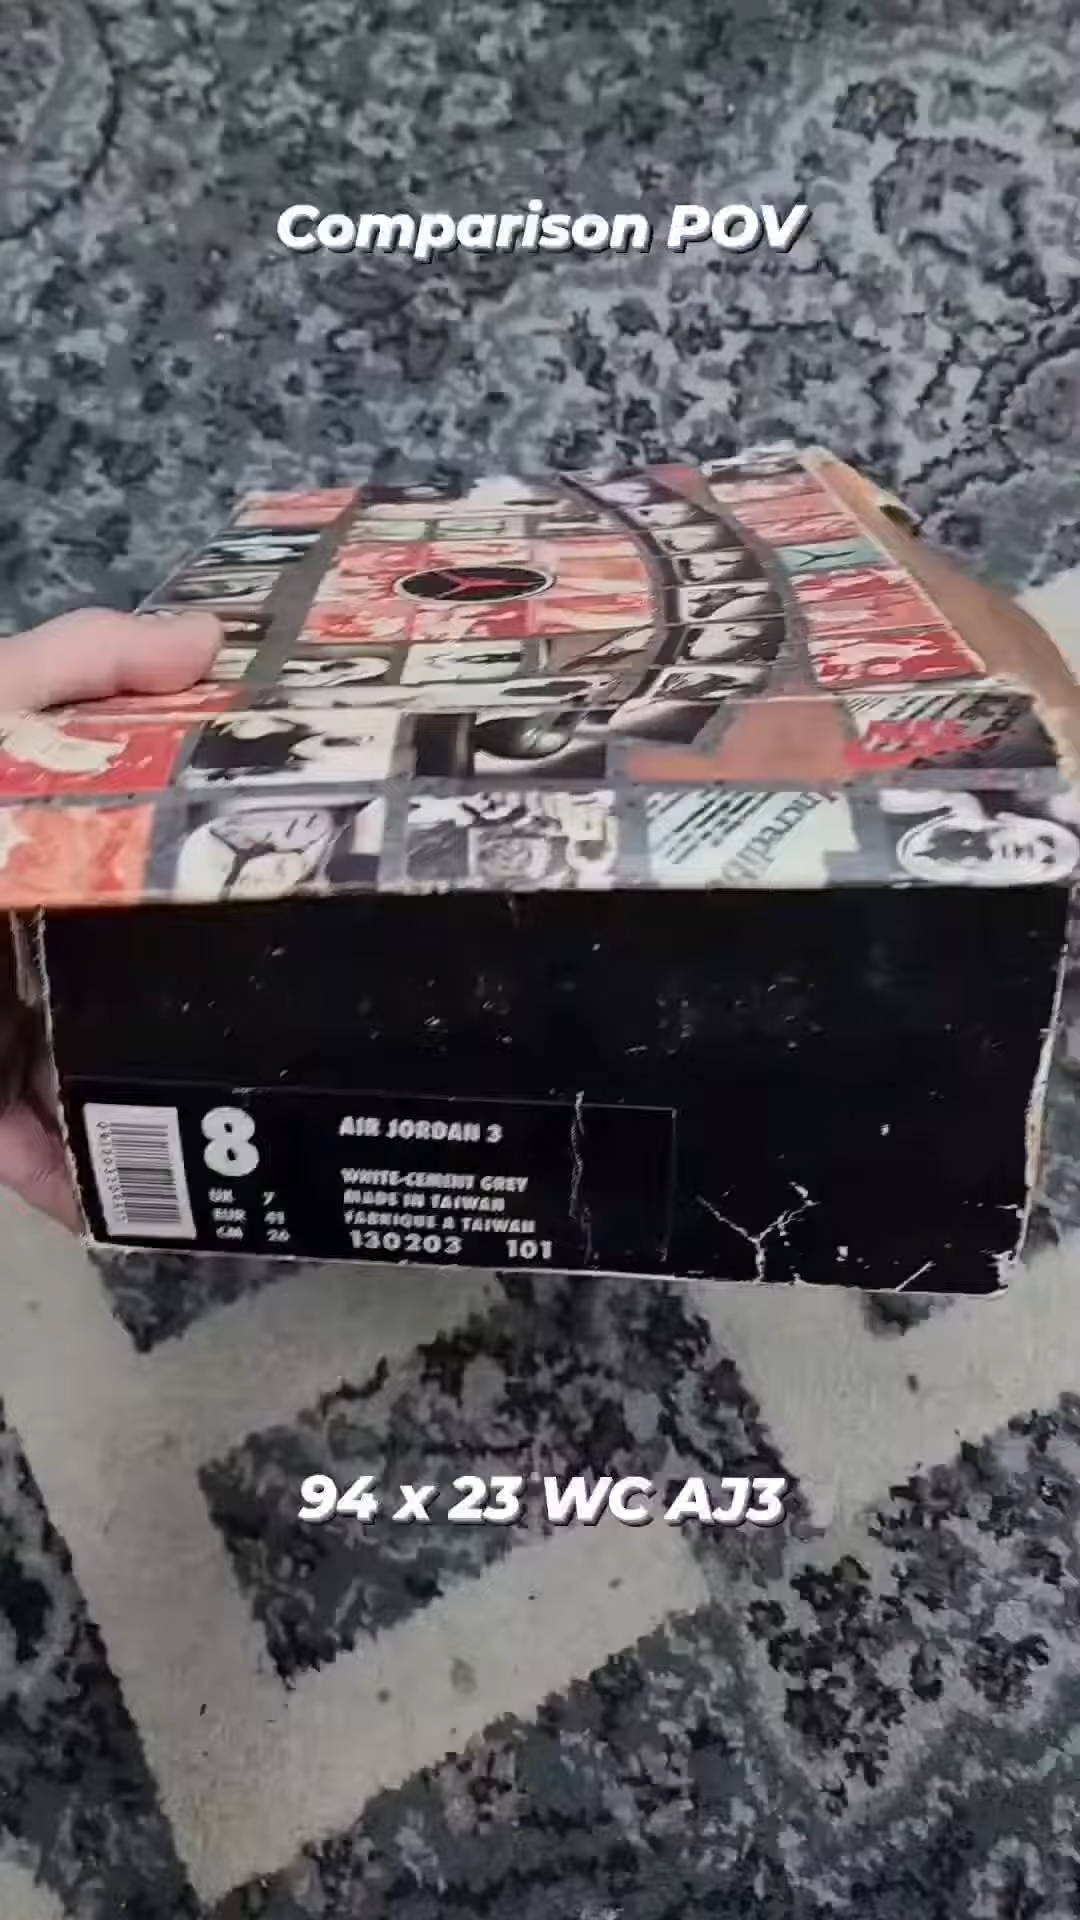 Comparison POV
Incredib
8
AIR JORDAN 3
WHITE-CEMENT GREY
UK 7
MADE IN TAIWAN
EUR 41
FABRIQUE A TAIWAN
CM 26
130203 101
94 x 23 WC AJ3